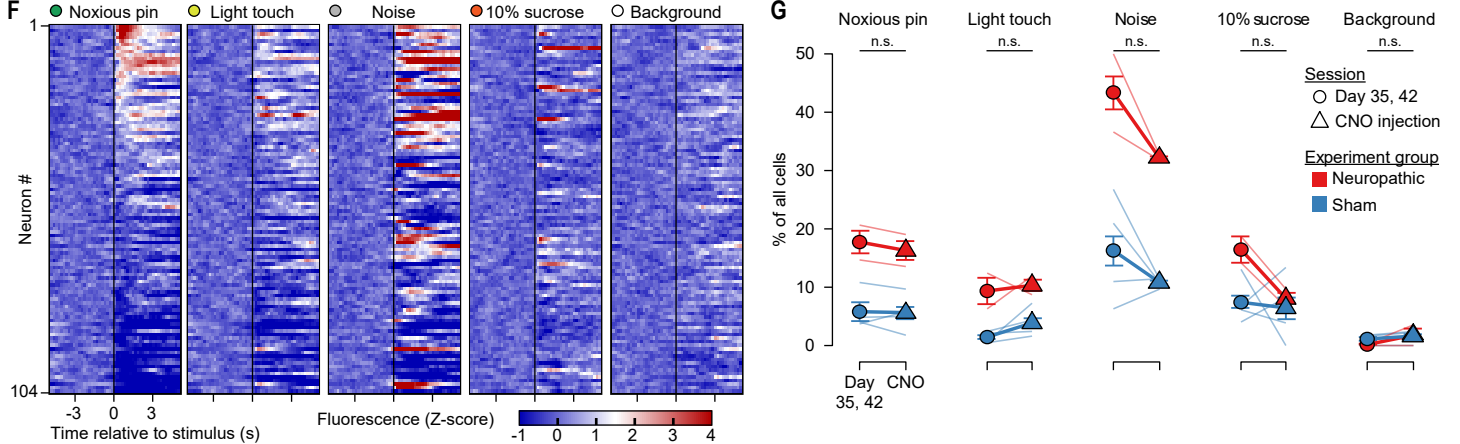 F
Noxious pin
Light touch
Noise
10% sucrose
Background
1
Neuron #
104
-3 0 3
Time relative to stimulus (s)
Fluorescence (Z-score)
-1 0 1 2 3 4
G
Noxious pin
Light touch
Noise
10% sucrose
Background
n.s.
n.s.
n.s.
n.s.
n.s.
% of all cells
50
40
30
20
10
0
Day
35, 42
CNO
Session
Day 35, 42
CNO injection
Experiment group
Neuropathic
Sham